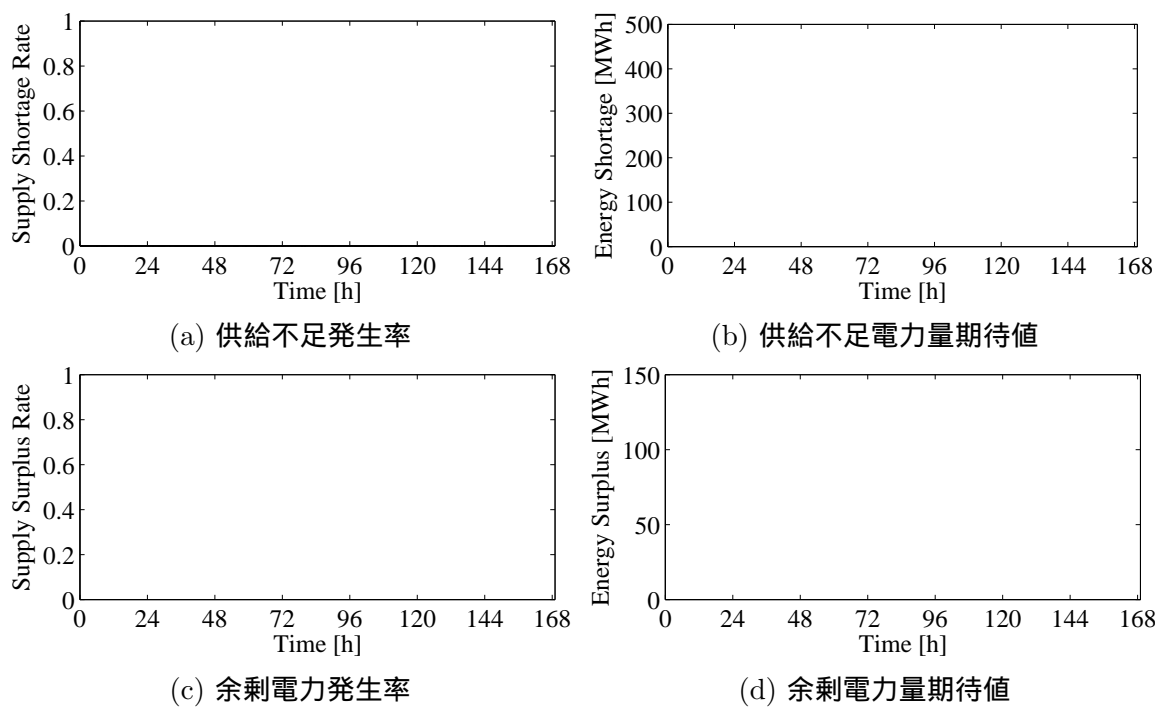 Supply Shortage Rate
1
0.8
0.6
0.4
0.2
0
0 24 48 72 96 120 144 168
Time [h]
(a) 供給不足発生率
Energy Shortage [MWh]
500
400
300
200
100
0
0 24 48 72 96 120 144 168
Time [h]
(b) 供給不足電力量期待値
Supply Surplus Rate
1
0.8
0.6
0.4
0.2
0
0 24 48 72 96 120 144 168
Time [h]
(c) 余剰電力発生率
Energy Surplus [MWh]
150
100
50
0
0 24 48 72 96 120 144 168
Time [h]
(d) 余剰電力量期待値